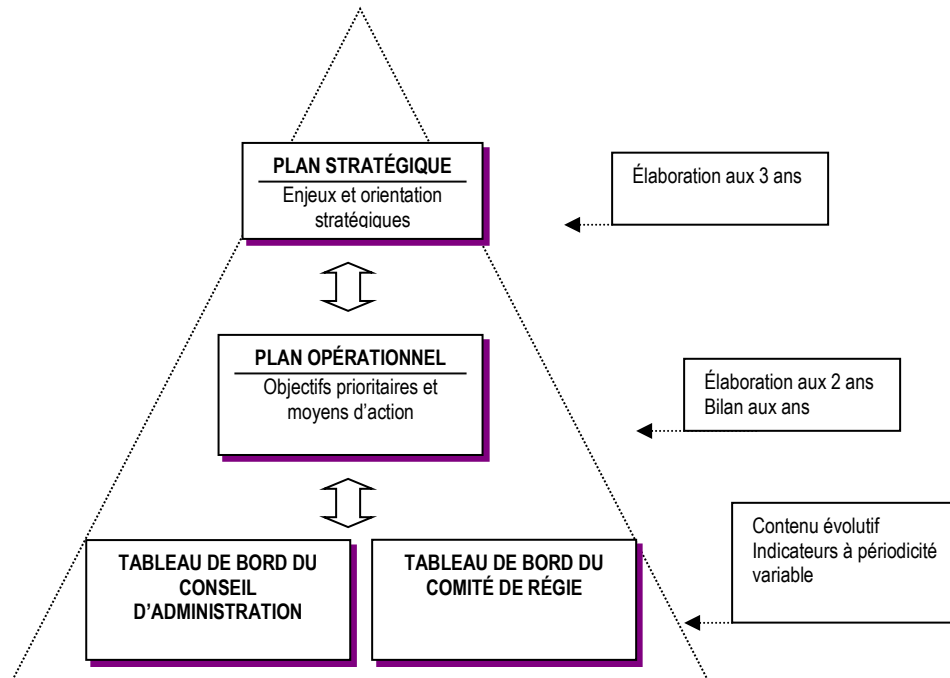 PLAN STRATÉGIQUE
Enjeux et orientation
stratégiques
Élaboration aux 3 ans
PLAN OPÉRATIONNEL
Objectifs prioritaires et
moyens d'action
Élaboration aux 2 ans
Bilan aux ans
TABLEAU DE BORD DU
CONSEIL
D'ADMINISTRATION
TABLEAU DE BORD DU
COMITÉ DE RÉGIE
Contenu évolutif
Indicateurs à périodicité
variable